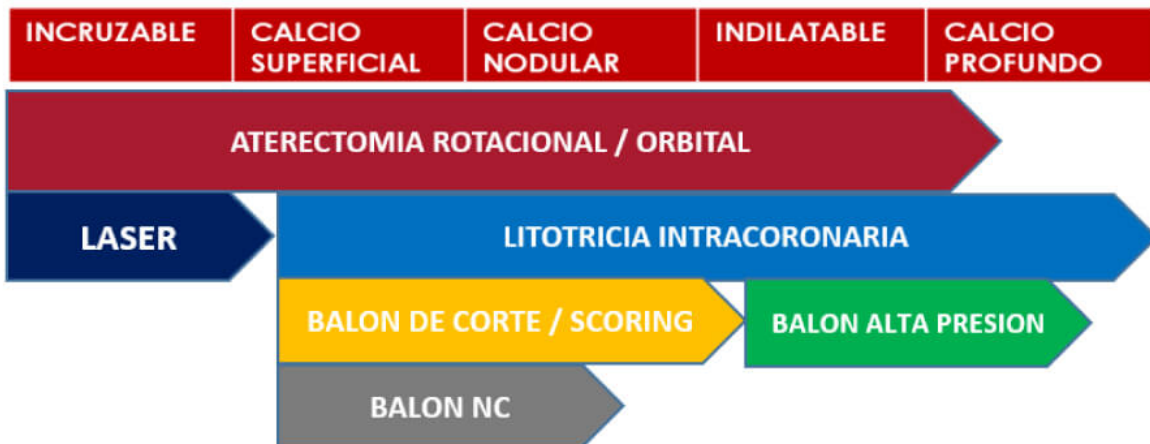 INCRUZABLE
CALCIO
SUPERFICIAL
CALCIO
NODULAR
INDILATABLE
CALCIO
PROFUNDO
ATERECTOMIA ROTACIONAL / ORBITAL
LASER
LITOTRICIA INTRACORONARIA
BALON DE CORTE / SCORING
BALON ALTA PRESION
BALON NC